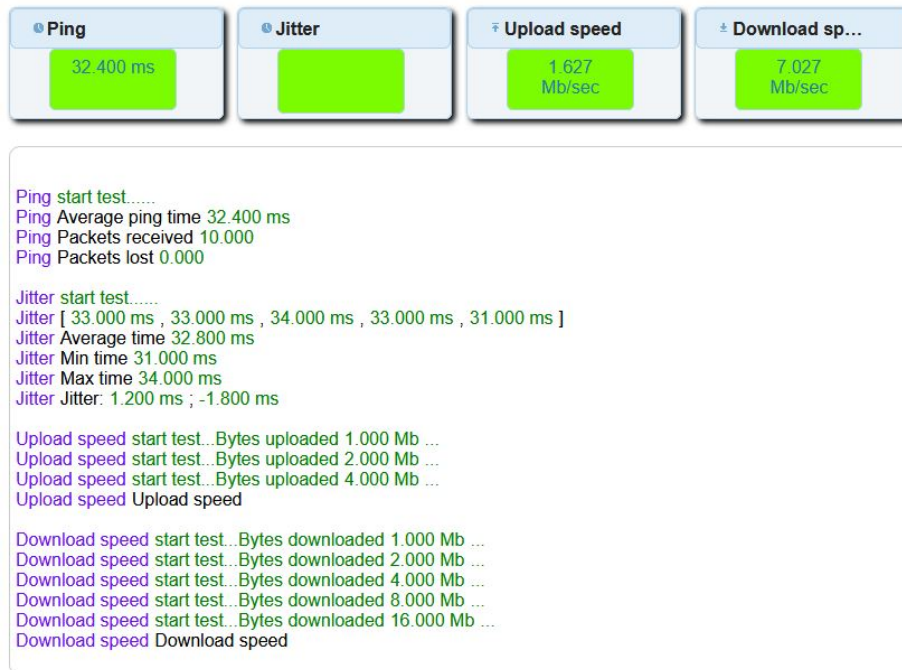 Ping
Jitter
Upload speed
Download sp...
32.400 ms
1.627
Mb/sec
7.027
Mb/sec
Ping start test......
Ping Average ping time 32.400 ms
Ping Packets received 10.000
Ping Packets lost 0.000
Jitter start test......
Jitter [ 33.000 ms , 33.000 ms , 34.000 ms , 33.000 ms , 31.000 ms ]
Jitter Average time 32.800 ms
Jitter Min time 31.000 ms
Jitter Max time 34.000 ms
Jitter Jitter: 1.200 ms ; -1.800 ms
Upload speed start test...Bytes uploaded 1.000 Mb ...
Upload speed start test...Bytes uploaded 2.000 Mb ...
Upload speed start test...Bytes uploaded 4.000 Mb ...
Upload speed Upload speed
Download speed start test...Bytes downloaded 1.000 Mb ...
Download speed start test...Bytes downloaded 2.000 Mb ...
Download speed start test...Bytes downloaded 4.000 Mb ...
Download speed start test...Bytes downloaded 8.000 Mb ...
Download speed start test...Bytes downloaded 16.000 Mb ...
Download speed Download speed